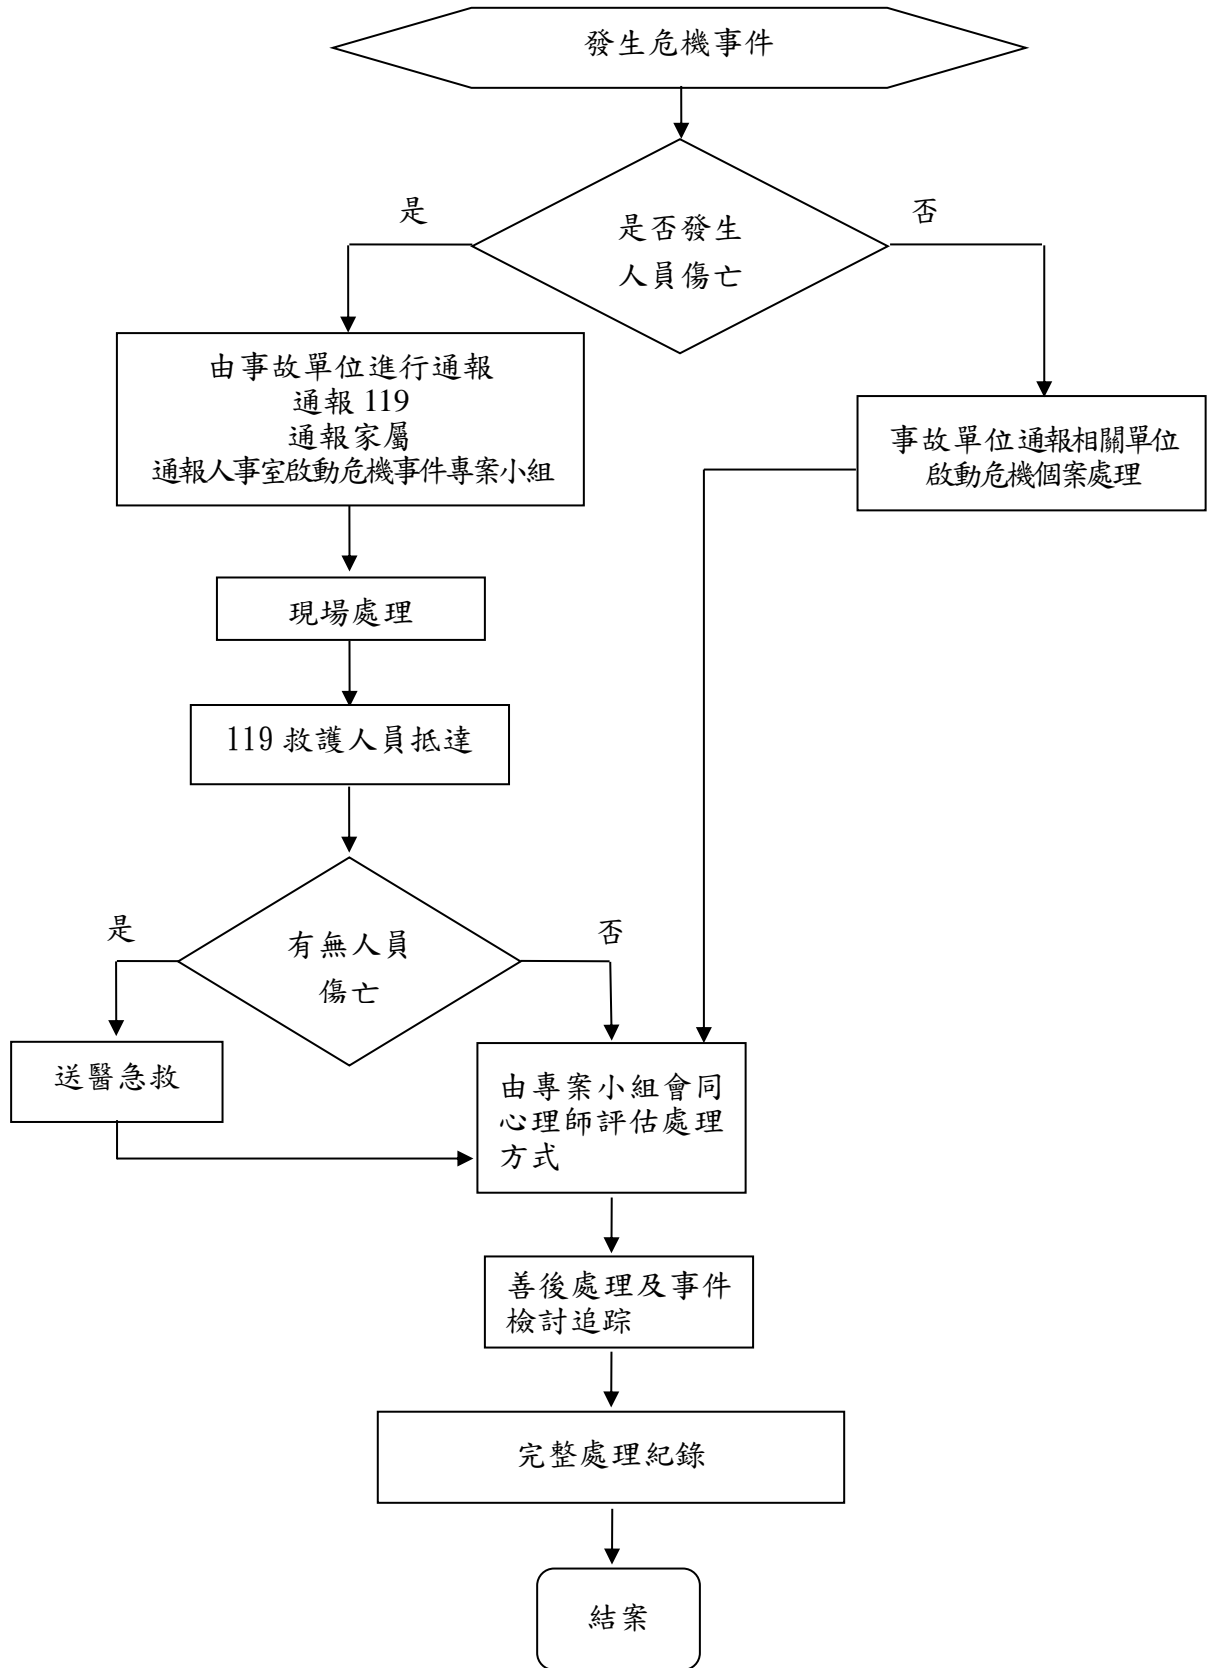 發生危機事件
是
否
是否發生
人員傷亡
由事故單位進行通報
通報 119
通報家屬
通報人事室啟動危機事件專案小組
事故單位通報相關單位
啟動危機個案處理
現場處理
119 救護人員抵達
是
否
有無人員
傷亡
送醫急救
由專案小組會同
心理師評估處理
方式
善後處理及事件
檢討追踪
完整處理紀錄
結案